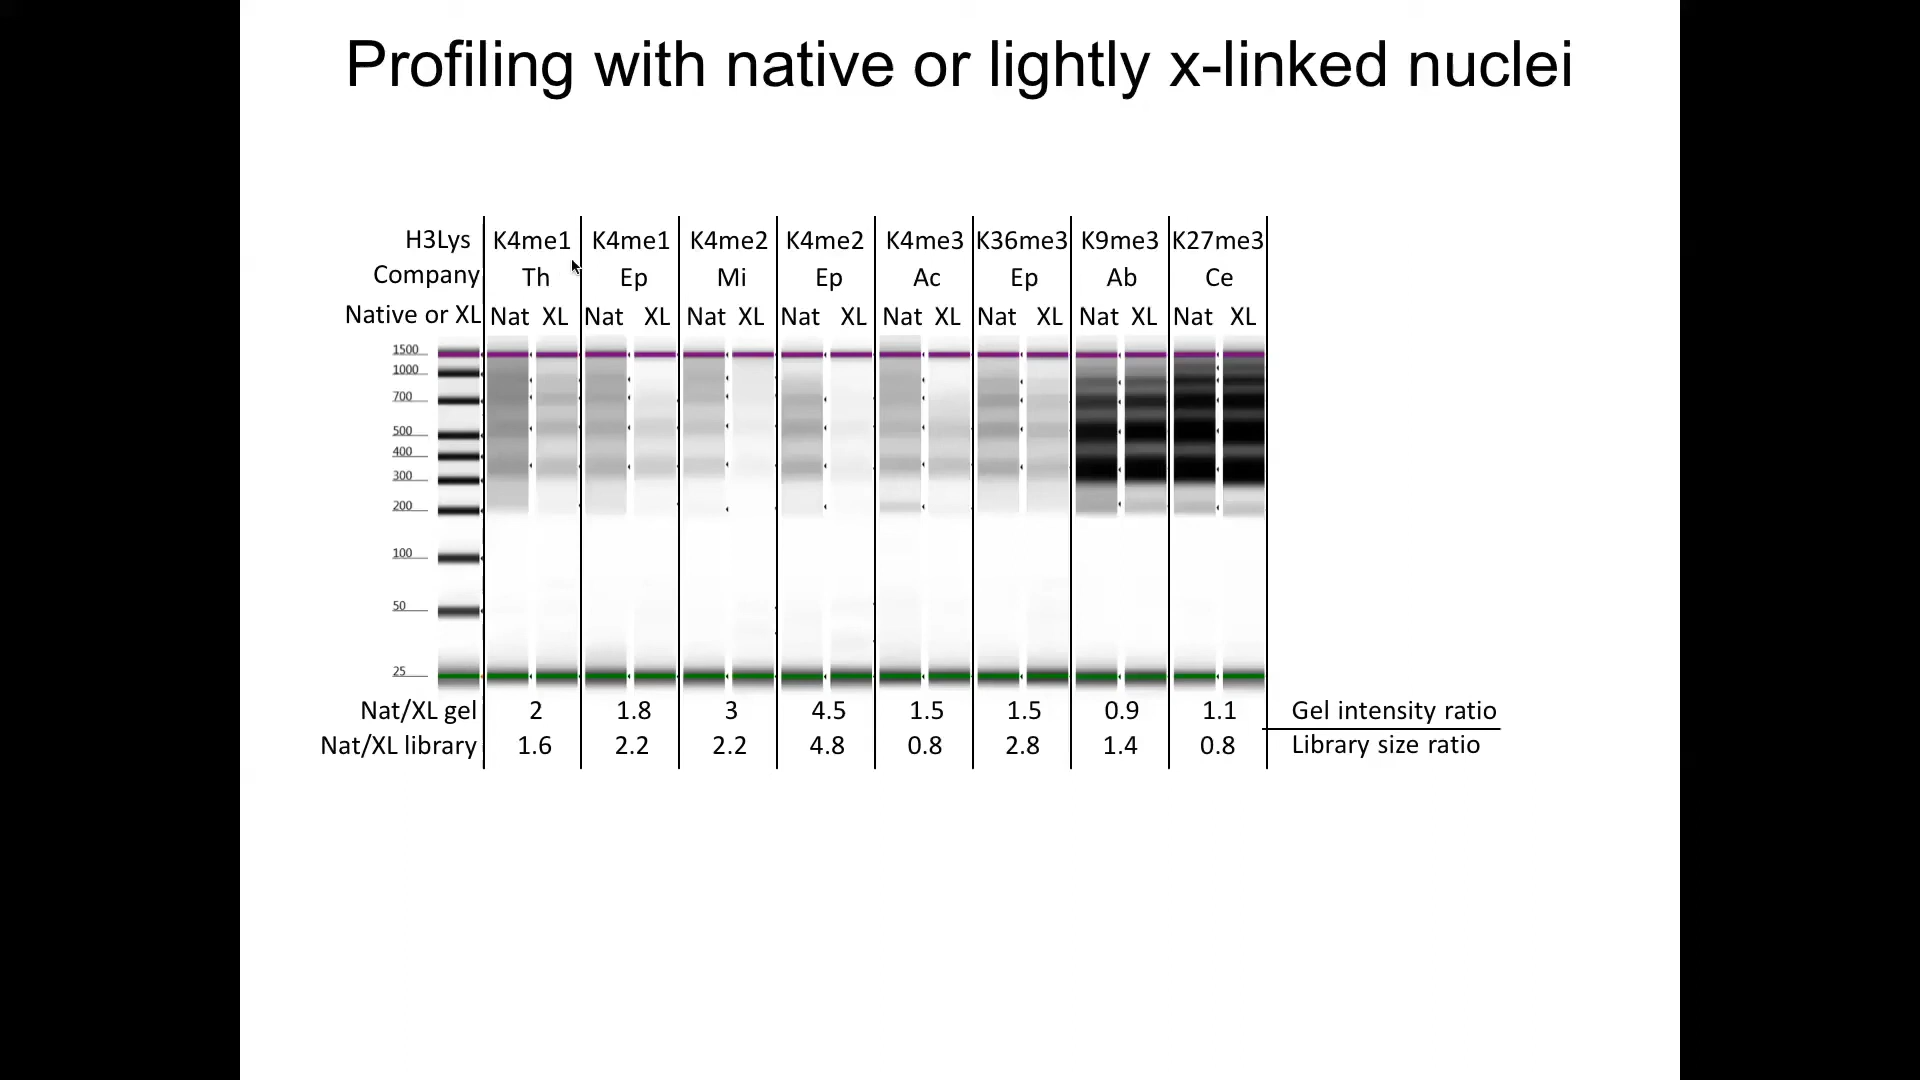 Profiling with native or lightly x-linked nuclei
H3Lys K4me1 K4me1 K4me2 K4me2 K4me3 K36me3 K9me3 K27me3
Company Th Ep Mi Ep Ac Ep Ab Ce
Native or XL Nat XL Nat XL Nat XL Nat XL Nat XL Nat XL Nat XL Nat XL
1500
1000
700
500
400
300
200
100
50
25
Nat/XL gel 2 1.8 3 4.5 1.5 1.5 0.9 1.1 Gel intensity ratio
Nat/XL library 1.6 2.2 2.2 4.8 0.8 2.8 1.4 0.8 Library size ratio